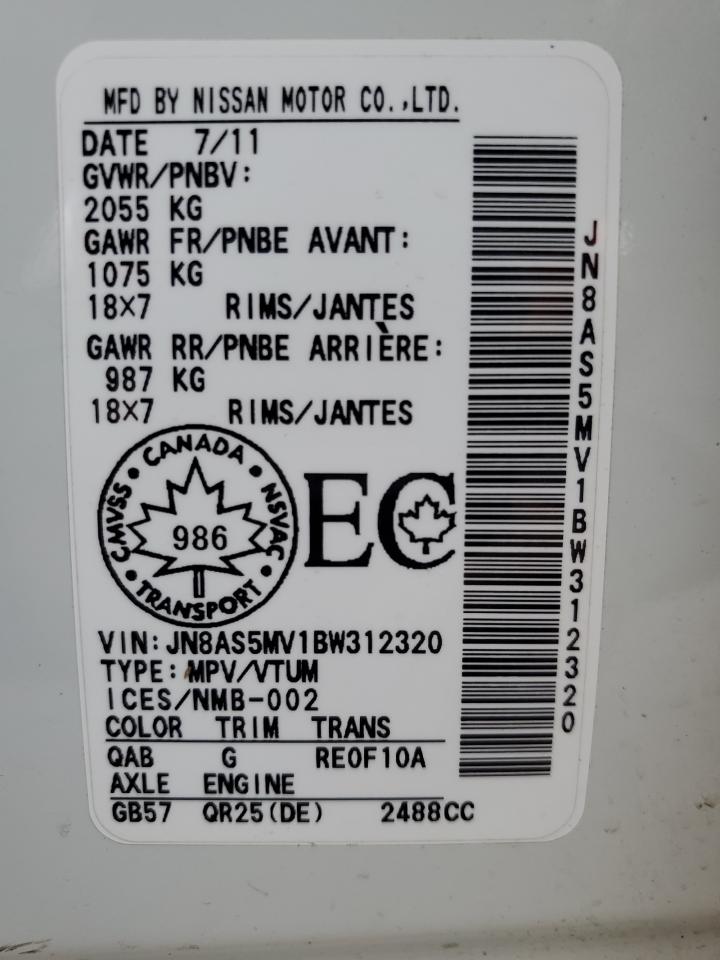 MFD BY NISSAN MOTOR CO.,LTD.
DATE 7/11
GVWR/PNBV:
2055 KG
GAWR FR/PNBE AVANT:
1075 KG
18×7 RIMS/JANTES
GAWR RR/PNBE ARRIÈRE:
987 KG
18×7 RIMS/JANTES
CANADA
CMVSS NSVAC
986
TRANSPORT
EC
VIN:JN8AS5MV1BW312320
TYPE:MPV/VTUM
ICES/NMB-002
COLOR TRIM TRANS
QAB G RE0F10A
AXLE ENGINE
GB57 QR25(DE) 2488CC
JN8AS5MV1BW312320